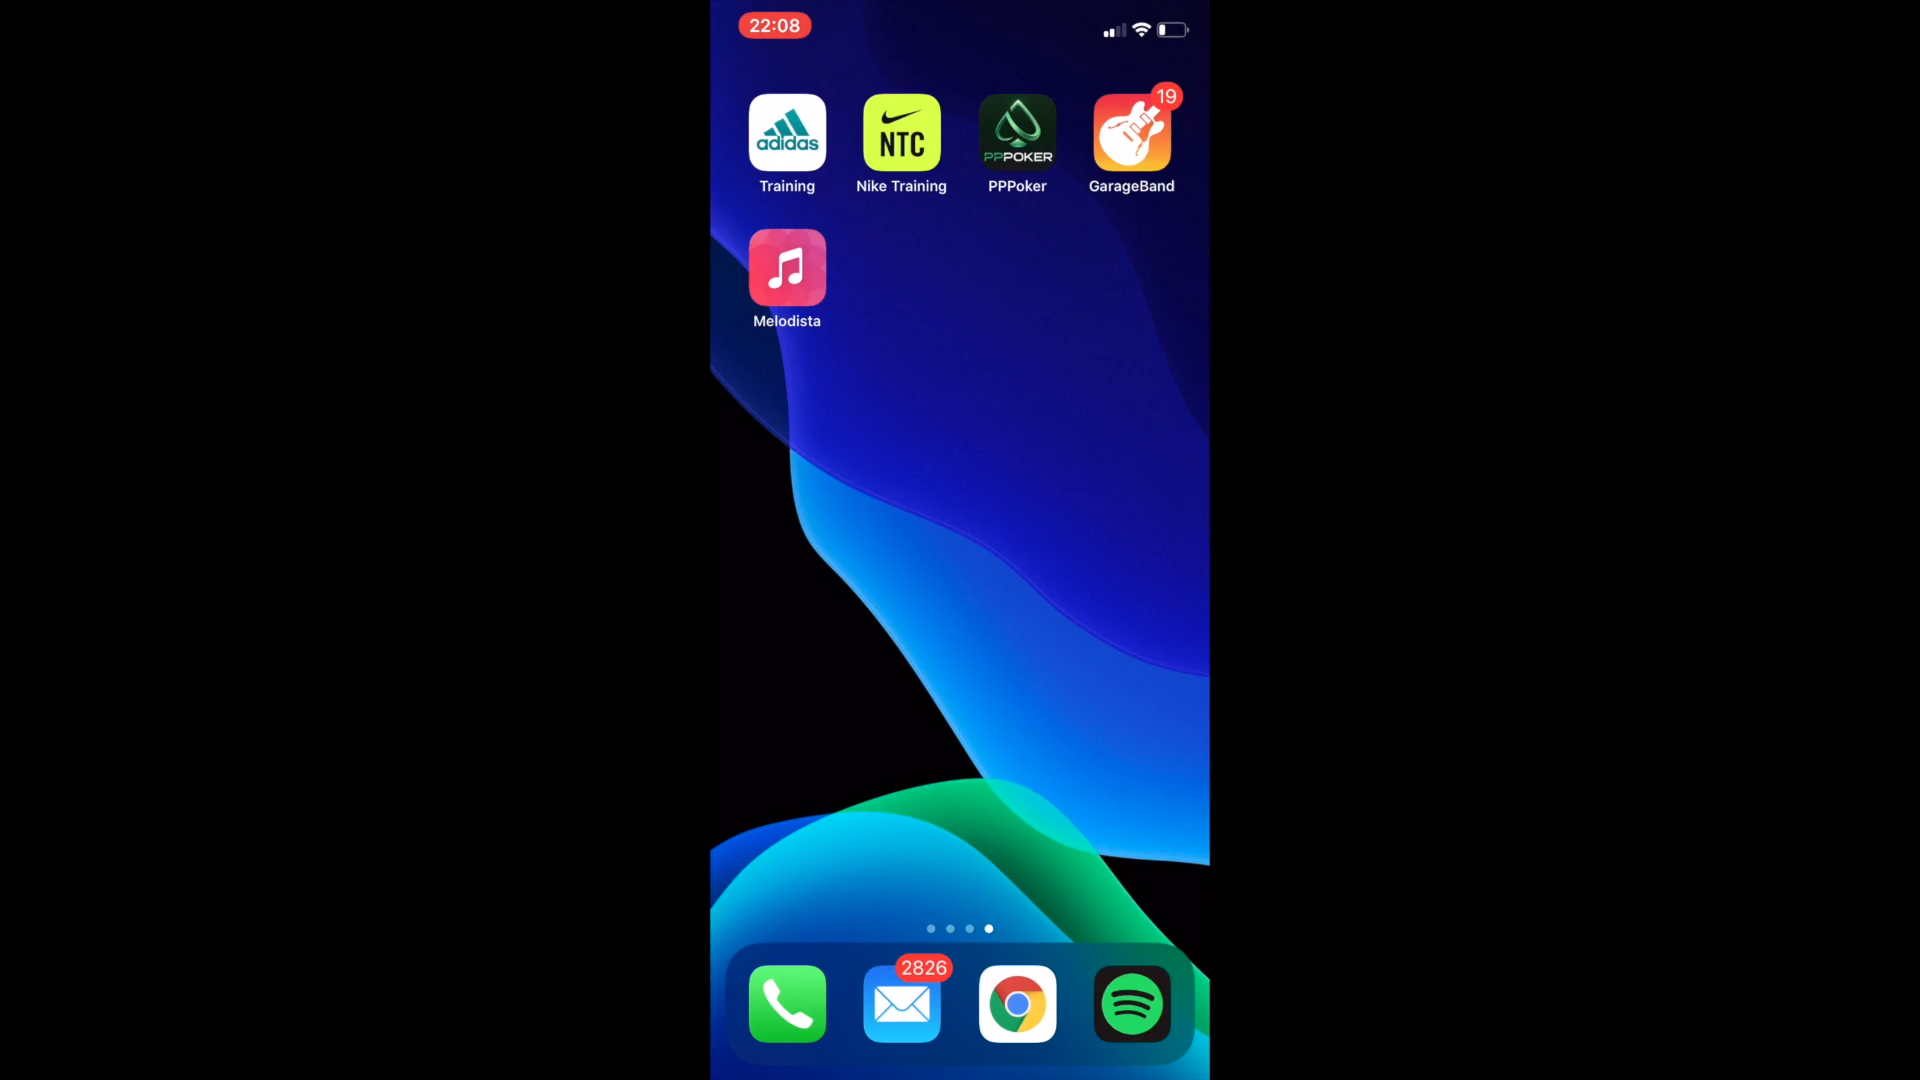 22:08
adidas
NTC
PPPOKER
19
Training
Nike Training
PPPoker
GarageBand
Melodista
2826